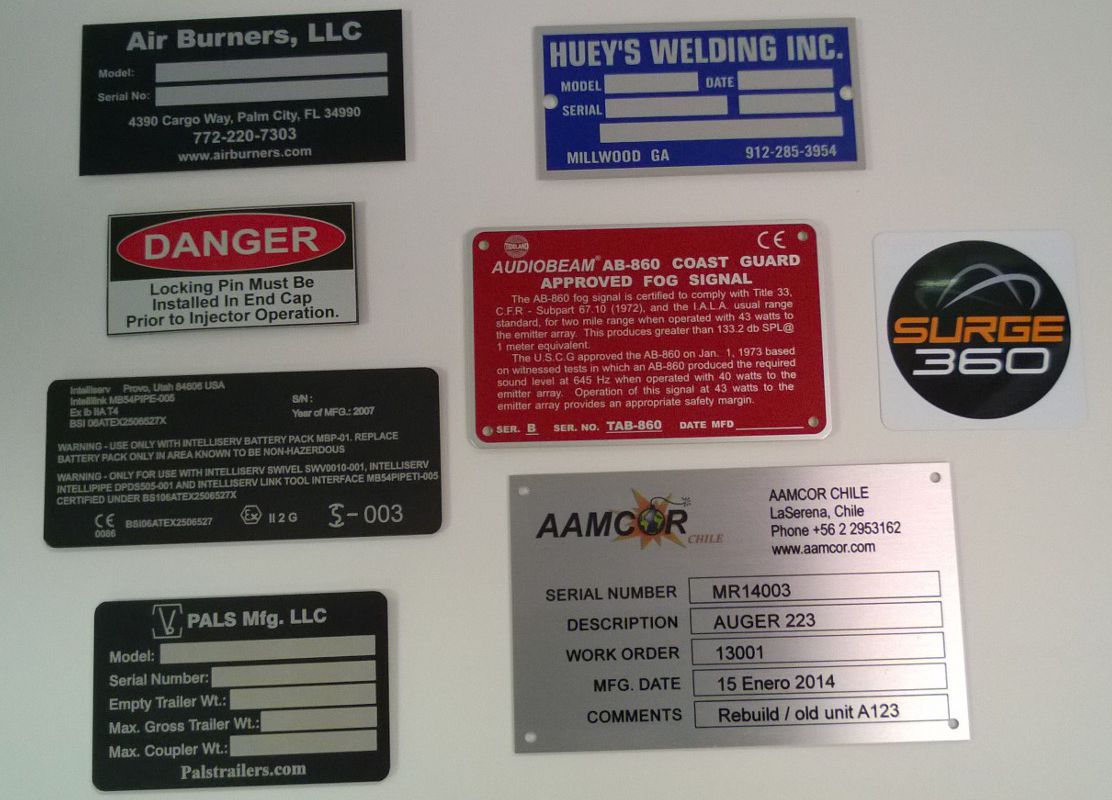 Air Burners, LLC
Model:
Serial No:
4390 Cargo Way, Palm City, FL 34990
772-220-7303
www.airburners.com
HUEY'S WELDING INC.
MODEL DATE
SERIAL
MILLWOOD GA 912-285-3954
DANGER
Locking Pin Must Be
Installed In End Cap
Prior to Injector Operation.
TIDELAND
CE
AUDIOBEAM® AB-860 COAST GUARD
APPROVED FOG SIGNAL
The AB-860 fog signal is certified to comply with Title 33,
C.F.R - Subpart 67.10 (1972), and the I.A.L.A. usual range
standard, for two mile range when operated with 43 watts to
the emitter array. This produces greater than 133.2 db SPL@
1 meter equivalent.
The U.S.C.G approved the AB-860 on Jan. 1, 1973 based
on witnessed tests in which an AB-860 produced the required
sound level at 645 Hz when operated with 40 watts to the
emitter array. Operation of this signal at 43 watts to the
emitter array provides an appropriate safety margin.
SER. B SER. NO. TAB-860 DATE MFD
SURGE
360
Intelliserv Provo, Utah 84606 USA
Intellilink MB54PIPE-005 S/N :
Ex ib IIA T4 Year of MFG.: 2007
BSI 06ATEX2506527X
WARNING - USE ONLY WITH INTELLISERV BATTERY PACK MBP-01. REPLACE
BATTERY PACK ONLY IN AREA KNOWN TO BE NON-HAZERDOUS
WARNING - ONLY FOR USE WITH INTELLISERV SWIVEL SWV0010-001, INTELLISERV
INTELLIPIPE DPDS505-001 AND INTELLISERV LINK TOOL INTERFACE MB54PIPETI-005
CERTIFIED UNDER BS106ATEX2506527X
CE
0086
BSI06ATEX2506527 Ex II 2 G S-003
AAMCOR
CHILE
AAMCOR CHILE
LaSerena, Chile
Phone +56 2 2953162
www.aamcor.com
SERIAL NUMBER MR14003
DESCRIPTION AUGER 223
WORK ORDER 13001
MFG. DATE 15 Enero 2014
COMMENTS Rebuild / old unit A123
PALS Mfg. LLC
Model:
Serial Number:
Empty Trailer Wt.:
Max. Gross Trailer Wt.:
Max. Coupler Wt.:
Palstrailers.com